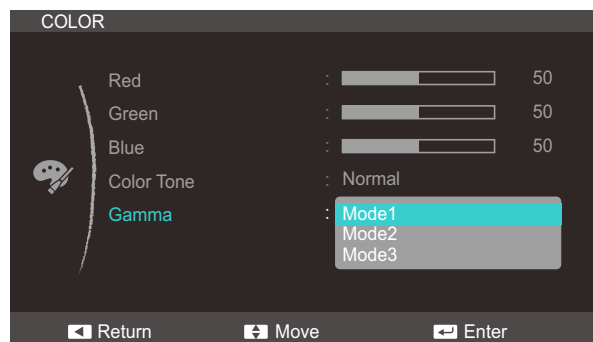 COLOR
Red : 50
Green : 50
Blue : 50
Color Tone : Normal
Gamma : Mode1
Mode2
Mode3
Return Move Enter